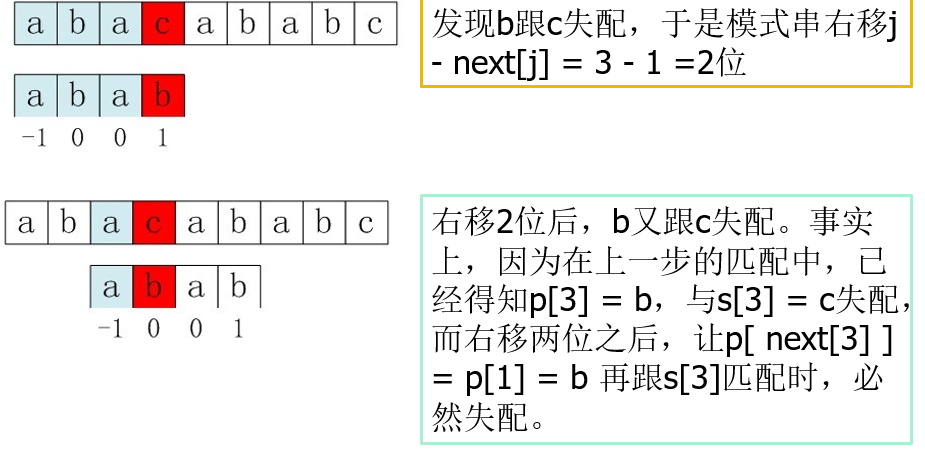 a b a c a b a b c
发现b跟c失配，于是模式串右移j
- next[j] = 3 - 1 =2位
a b a b
-1 0 0 1
a b a c a b a b c
a b a b
-1 0 0 1
右移2位后，b又跟c失配。事实
上，因为在上一步的匹配中，已
经得知p[3] = b，与s[3] = c失配，
而右移两位之后，让p[ next[3] ]
= p[1] = b 再跟s[3]匹配时，必
然失配。